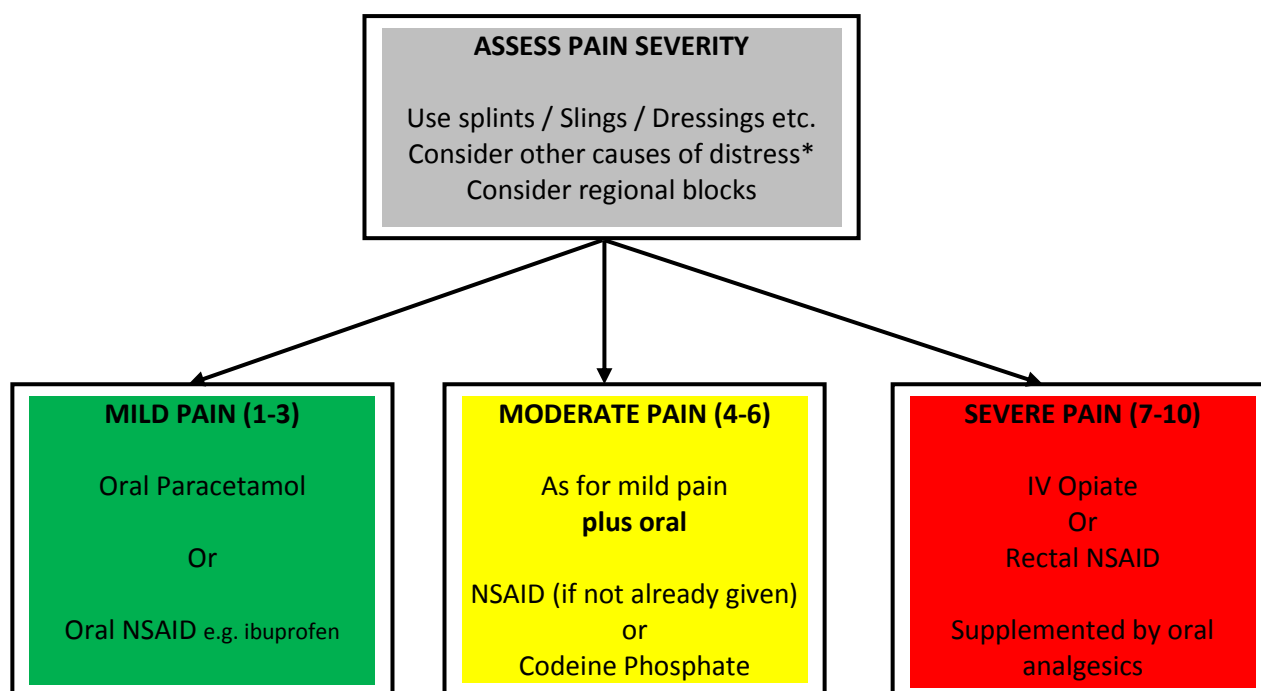 ASSESS PAIN SEVERITY
Use splints / Slings / Dressings etc.
Consider other causes of distress*
Consider regional blocks
MILD PAIN (1-3)
Oral Paracetamol
Or
Oral NSAID e.g. ibuprofen
MODERATE PAIN (4-6)
As for mild pain
plus oral
NSAID (if not already given)
or
Codeine Phosphate
SEVERE PAIN (7-10)
IV Opiate
Or
Rectal NSAID
Supplemented by oral
analgesics